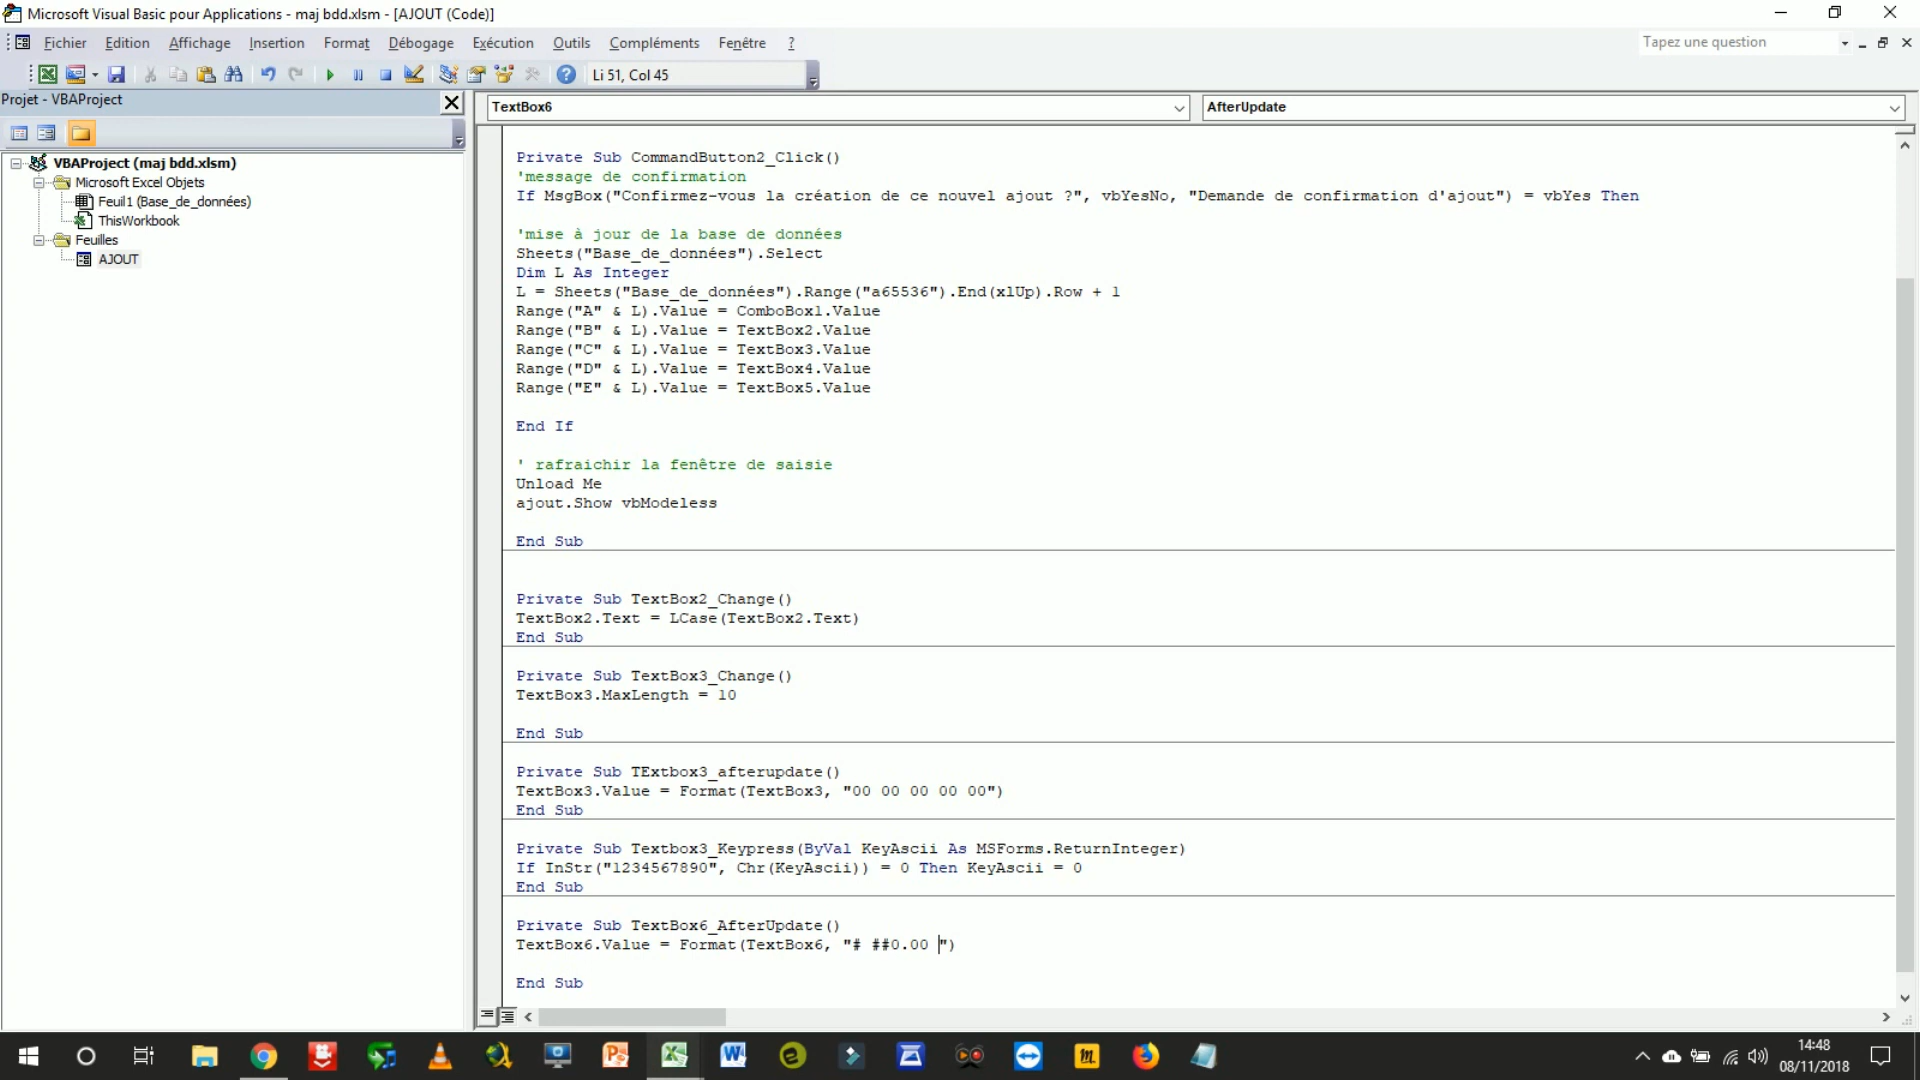 Microsoft Visual Basic pour Applications - maj bdd.xlsm - [AJOUT (Code)]
Fichier Edition Affichage Insertion Format Débogage Exécution Outils Compléments Fenêtre ?
Tapez une question
Li 51, Col 45
Projet - VBAProject
TextBox6
AfterUpdate
VBAProject (maj bdd.xlsm)
Microsoft Excel Objets
Feuil1 (Base_de_données)
ThisWorkbook
Feuilles
AJOUT
Private Sub CommandButton2_Click()
'message de confirmation
If MsgBox("Confirmez-vous la création de ce nouvel ajout ?", vbYesNo, "Demande de confirmation d'ajout") = vbYes Then
'mise à jour de la base de données
Sheets("Base_de_données").Select
Dim L As Integer
L = Sheets("Base_de_données").Range("a65536").End(xlUp).Row + 1
Range("A" & L).Value = ComboBox1.Value
Range("B" & L).Value = TextBox2.Value
Range("C" & L).Value = TextBox3.Value
Range("D" & L).Value = TextBox4.Value
Range("E" & L).Value = TextBox5.Value
End If
' rafraichir la fenêtre de saisie
Unload Me
ajout.Show vbModeless
End Sub
Private Sub TextBox2_Change()
TextBox2.Text = LCase(TextBox2.Text)
End Sub
Private Sub TextBox3_Change()
TextBox3.MaxLength = 10
End Sub
Private Sub TExtbox3_afterupdate()
TextBox3.Value = Format(TextBox3, "00 00 00 00 00")
End Sub
Private Sub Textbox3_Keypress(ByVal KeyAscii As MSForms.ReturnInteger)
If InStr("1234567890", Chr(KeyAscii)) = 0 Then KeyAscii = 0
End Sub
Private Sub TextBox6_AfterUpdate()
TextBox6.Value = Format(TextBox6, "# ##0.00 ")
End Sub
14:48
08/11/2018